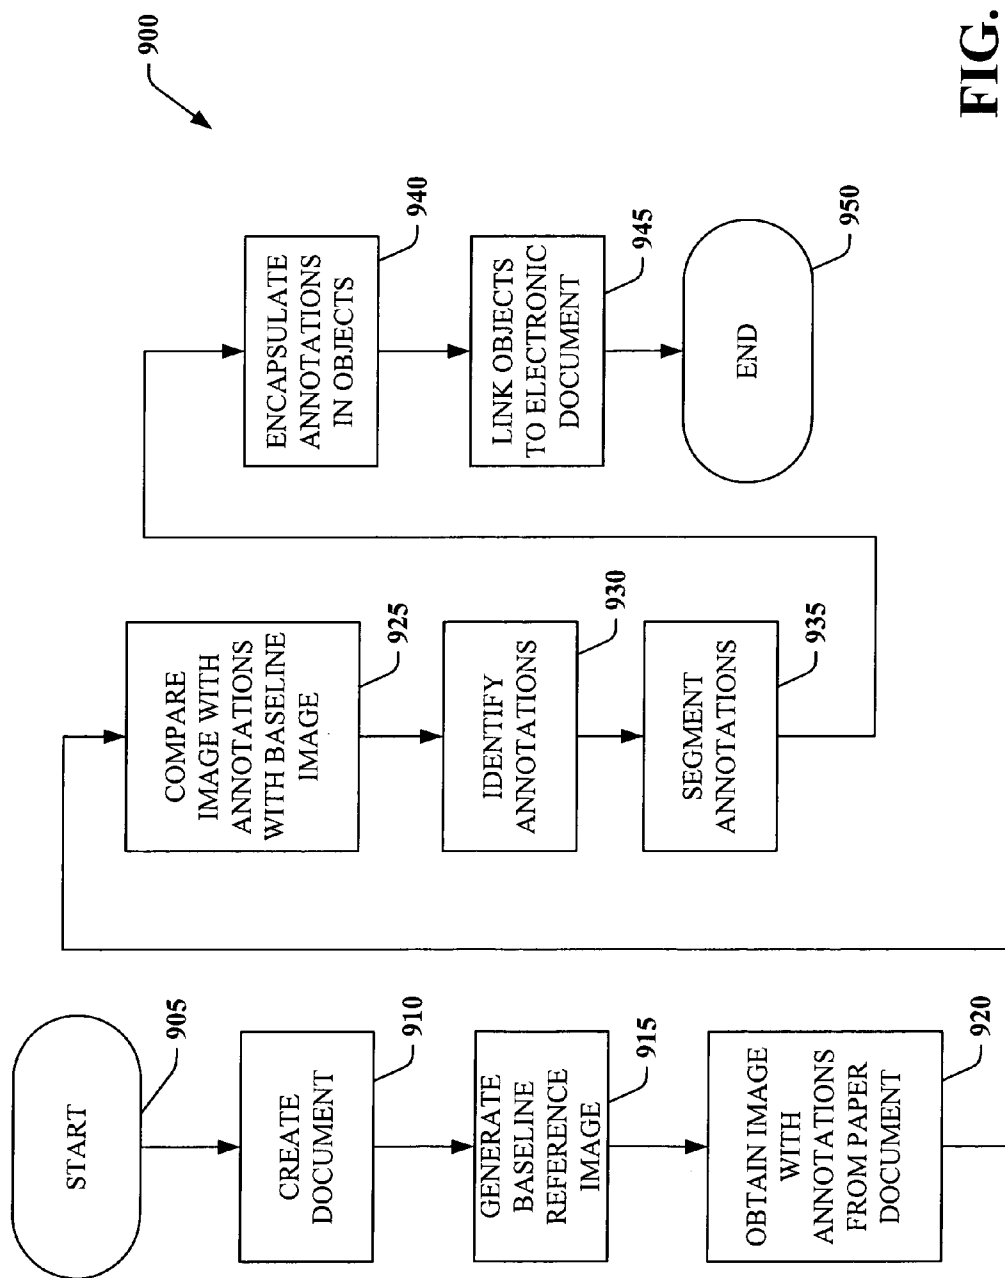 900
START
905
CREATE
DOCUMENT
910
GENERATE
BASELINE
REFERENCE
IMAGE
915
OBTAIN IMAGE
WITH
ANNOTATIONS
FROM PAPER
DOCUMENT
920
COMPARE
IMAGE WITH
ANNOTATIONS
WITH BASELINE
IMAGE
925
IDENTIFY
ANNOTATIONS
930
SEGMENT
ANNOTATIONS
935
ENCAPSULATE
ANNOTATIONS
IN OBJECTS
940
LINK OBJECTS
TO ELECTRONIC
DOCUMENT
945
END
950
FIG.